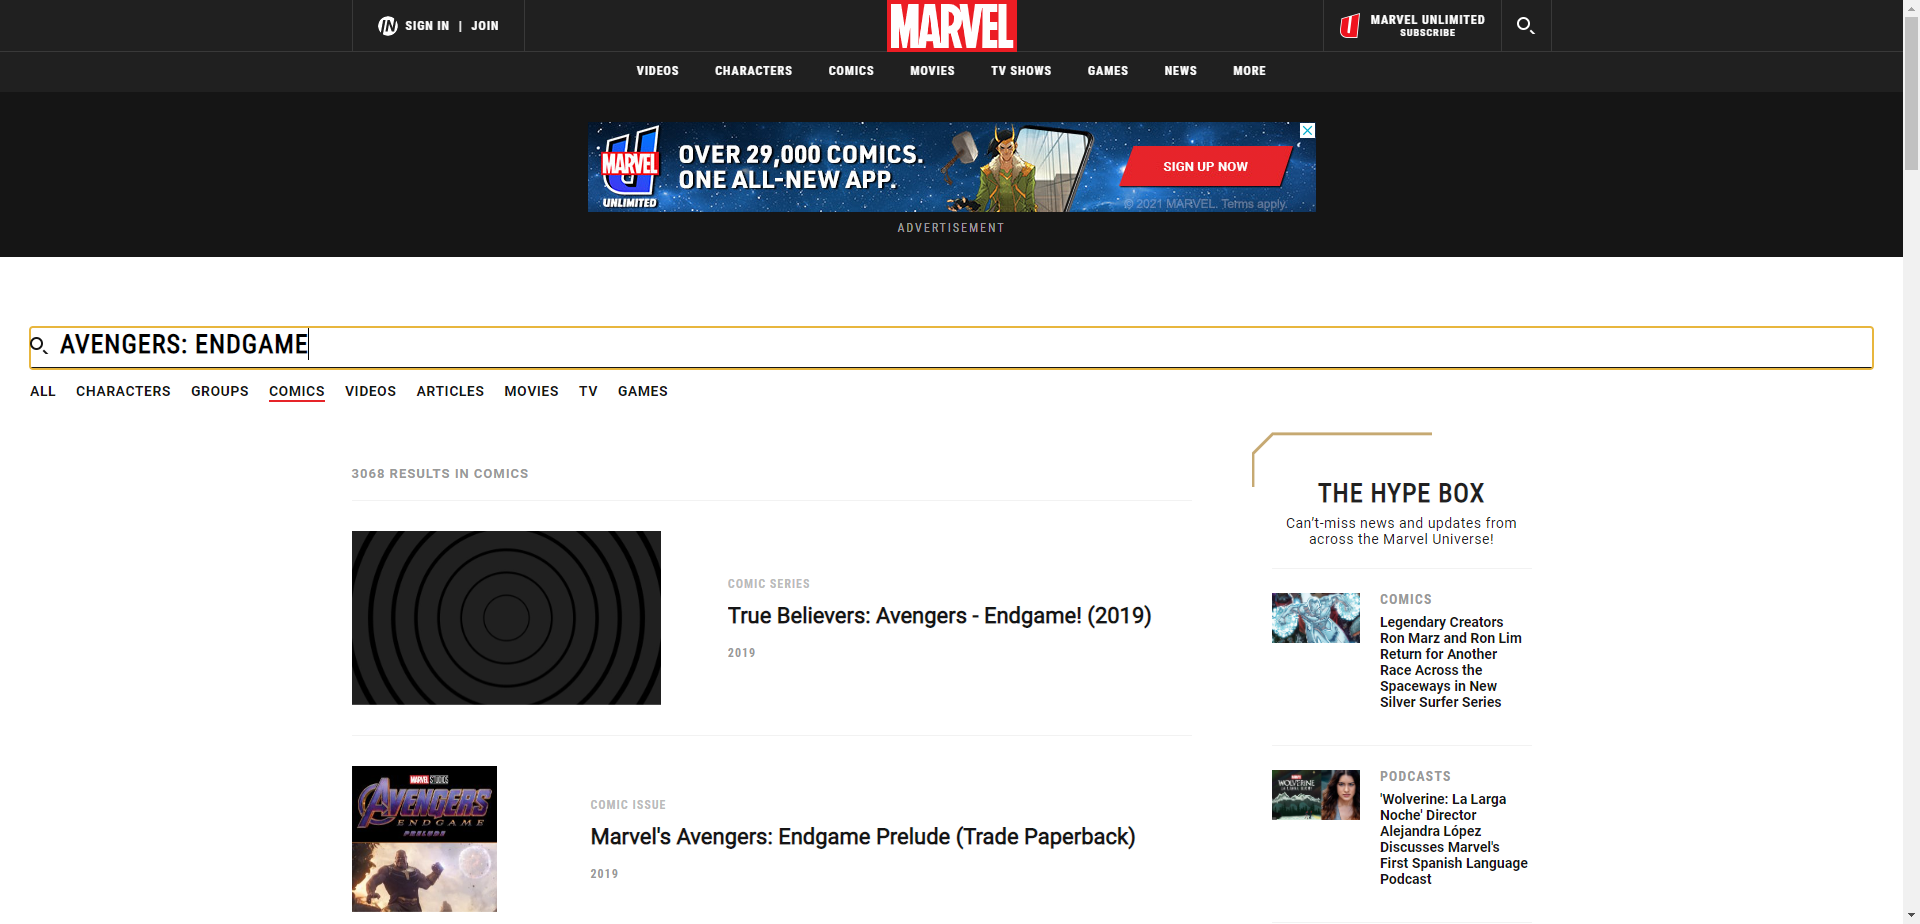 SIGN IN | JOIN
MARVEL
MARVEL UNLIMITED
SUBSCRIBE
VIDEOS CHARACTERS COMICS MOVIES TV SHOWS GAMES NEWS MORE
MARVEL
UNLIMITED
OVER 29,000 COMICS.
ONE ALL-NEW APP.
SIGN UP NOW
© 2021 MARVEL. Terms apply.
ADVERTISEMENT
AVENGERS: ENDGAME
ALL CHARACTERS GROUPS COMICS VIDEOS ARTICLES MOVIES TV GAMES
3068 RESULTS IN COMICS
COMIC SERIES
True Believers: Avengers - Endgame! (2019)
2019
MARVEL STUDIOS
AVENGERS
ENDGAME
PRELUDE
COMIC ISSUE
Marvel's Avengers: Endgame Prelude (Trade Paperback)
2019
THE HYPE BOX
Can't-miss news and updates from
across the Marvel Universe!
COMICS
Legendary Creators
Ron Marz and Ron Lim
Return for Another
Race Across the
Spaceways in New
Silver Surfer Series
WOLVERINE
LA LARGA NOCHE
PODCASTS
'Wolverine: La Larga
Noche' Director
Alejandra López
Discusses Marvel's
First Spanish Language
Podcast